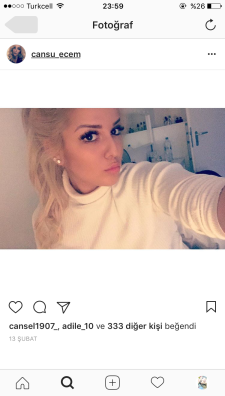 Turkcell 23:59 %26
Fotoğraf
cansu_ecem
cansel1907_, adile_10 ve 333 diğer kişi beğendi
13 ŞUBAT